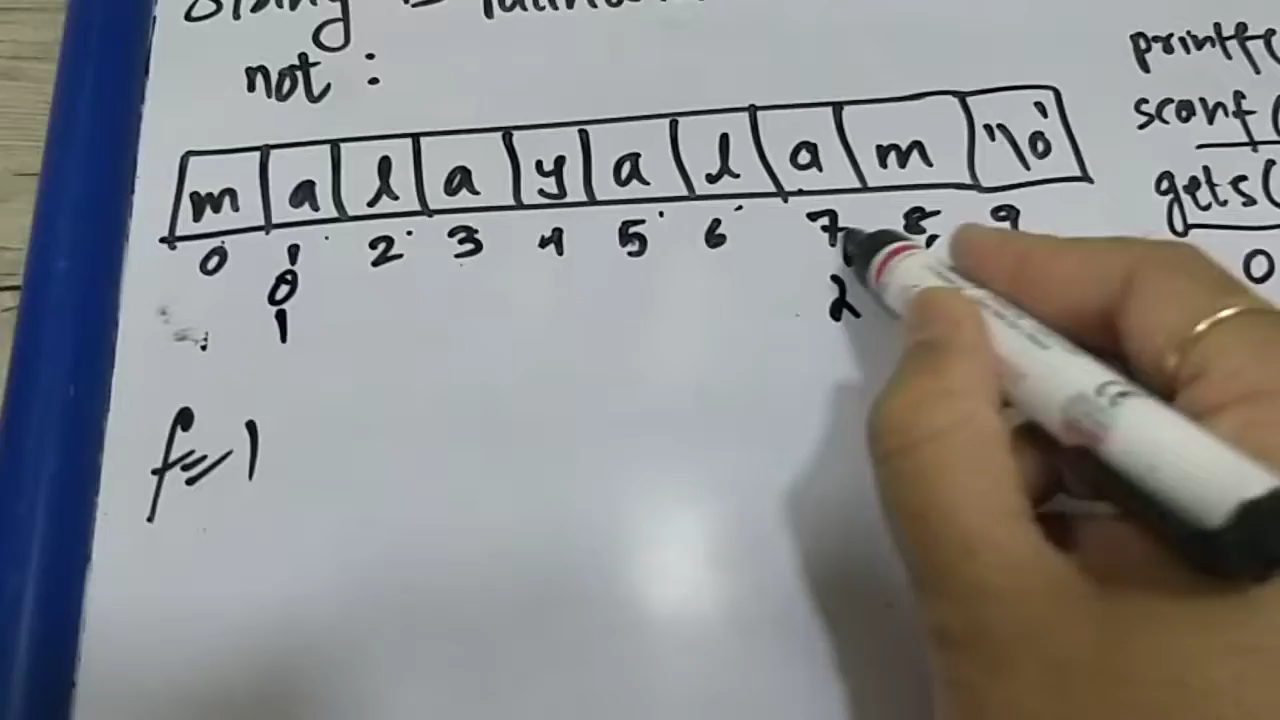 not :
m a l a y a l a m '\0'
0 1 2 3 4 5 6 7 8 9
0 2
1
f=1
printf(
scanf(
gets(
0